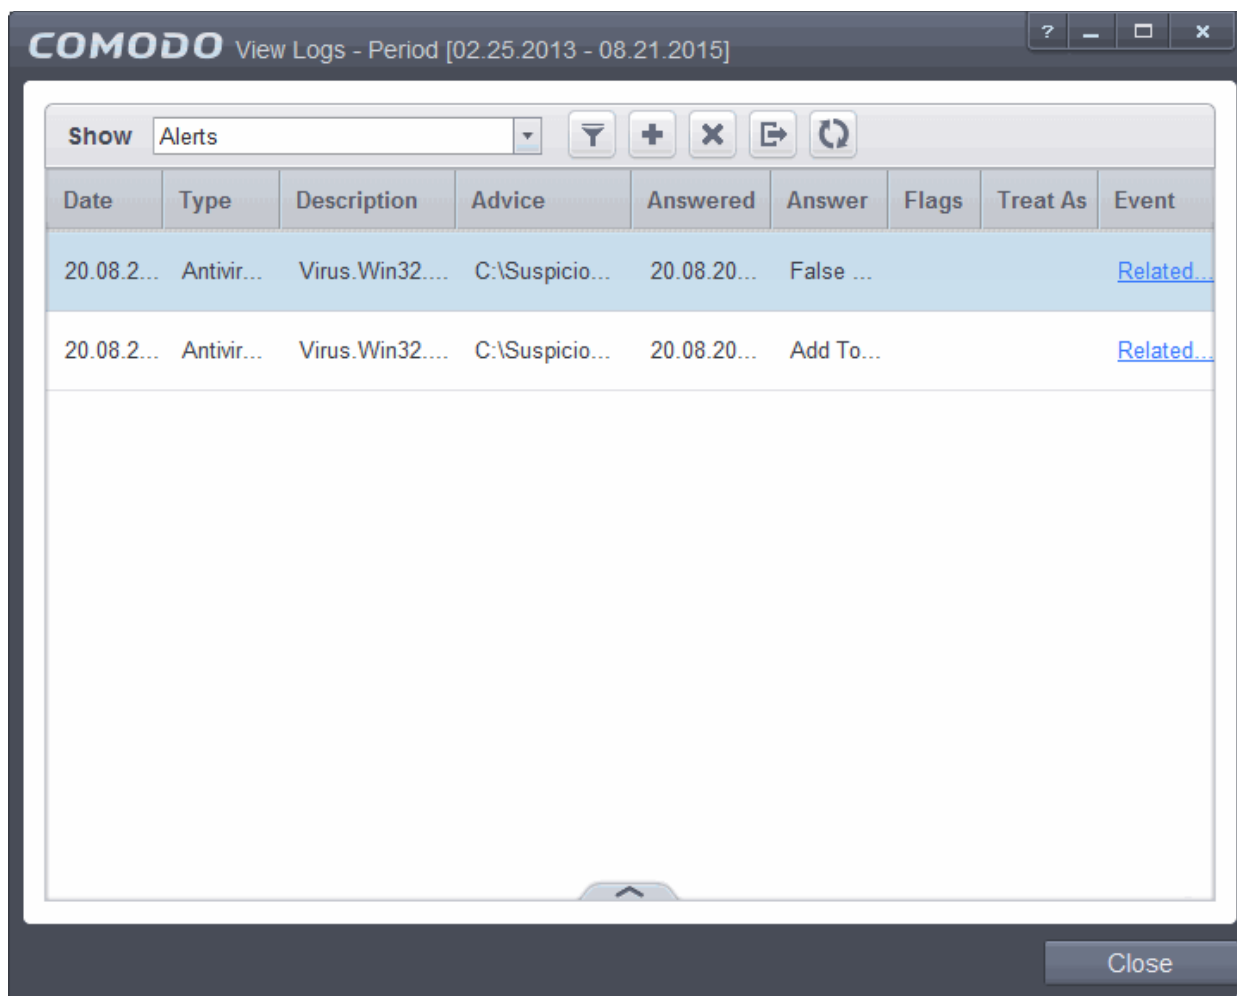 COMODO View Logs - Period [02.25.2013 - 08.21.2015]
?
Show Alerts
Date Type Description Advice Answered Answer Flags Treat As Event
20.08.2... Antivir... Virus.Win32.... C:\Suspicio... 20.08.20... False ... Related...
20.08.2... Antivir... Virus.Win32.... C:\Suspicio... 20.08.20... Add To... Related...
Close